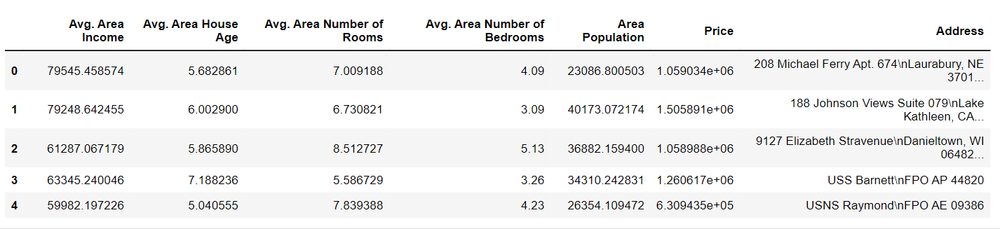 Avg. Area Income Avg. Area House Age Avg. Area Number of Rooms Avg. Area Number of Bedrooms Area Population Price Address
0 79545.458574 5.682861 7.009188 4.09 23086.800503 1.059034e+06 208 Michael Ferry Apt. 674\nLaurabury, NE 3701...
1 79248.642455 6.002900 6.730821 3.09 40173.072174 1.505891e+06 188 Johnson Views Suite 079\nLake Kathleen, CA...
2 61287.067179 5.865890 8.512727 5.13 36882.159400 1.058988e+06 9127 Elizabeth Stravenue\nDanieltown, WI 06482...
3 63345.240046 7.188236 5.586729 3.26 34310.242831 1.260617e+06 USS Barnett\nFPO AP 44820
4 59982.197226 5.040555 7.839388 4.23 26354.109472 6.309435e+05 USNS Raymond\nFPO AE 09386